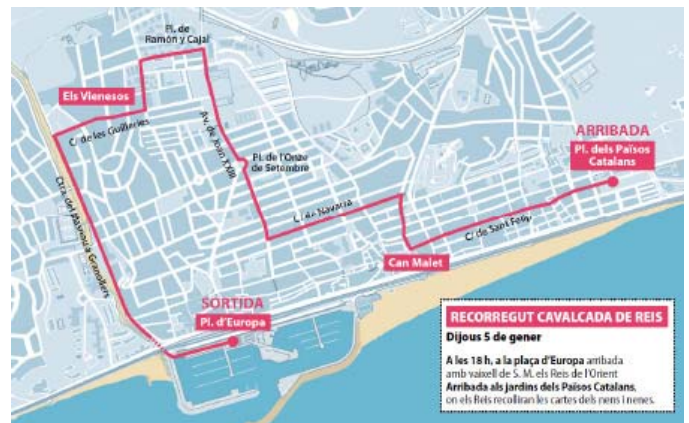 Pl. de
Ramón y Cajal
Els Vienesos
C/ de les Guilleries
Av. de Joan XXIII
Pl. de l'Onze
de Setembre
ARRIBADA
Pl. dels Països
Catalans
Ctra. del Masnou a Granollers
C/ de Navarra
C/ de Sant Felip
Can Malet
SORTIDA
Pl. d'Europa
RECORREGUT CAVALCADA DE REIS
Dijous 5 de gener
A les 18 h, a la plaça d'Europa arribada
amb vaixell de S. M. els Reis de l'Orient
Arribada als jardins dels Països Catalans,
on els Reis recolliran les cartes dels nens i nenes.